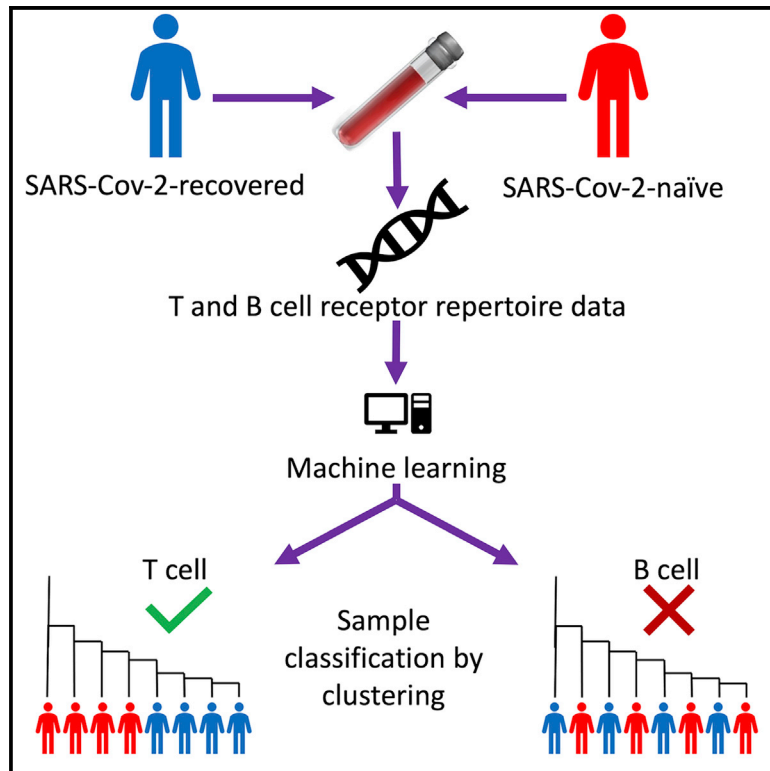 SARS-Cov-2-recovered
SARS-Cov-2-naïve
T and B cell receptor repertoire data
Machine learning
T cell
B cell
Sample
classification by
clustering